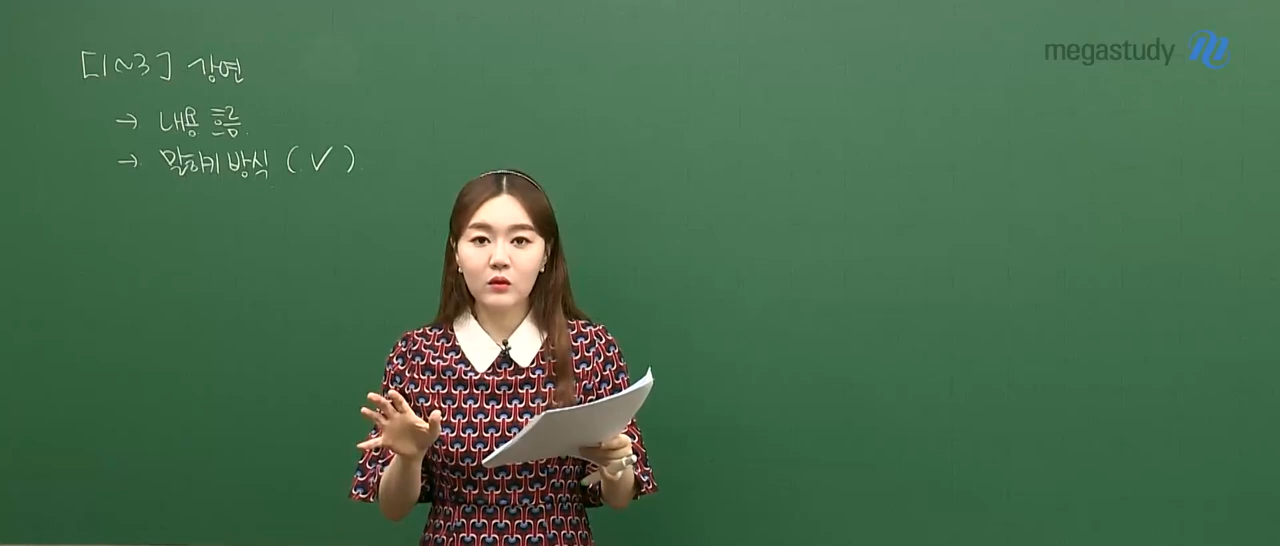 [1~3] 강연
→ 내용 흐름
→ 말하기 방식 (✓)
megastudy